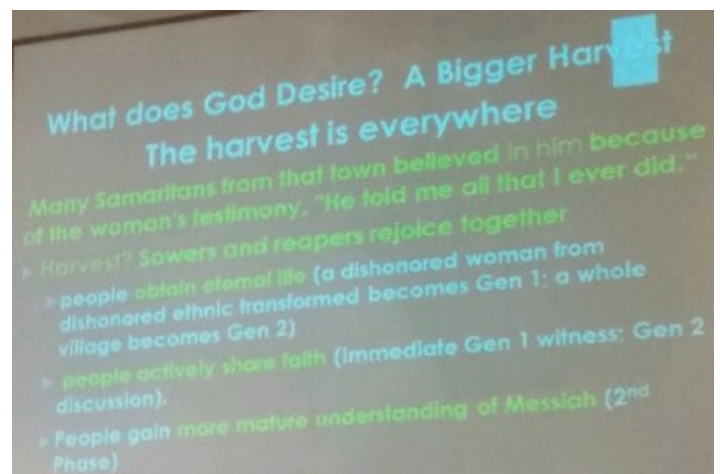 What does God Desire? A Bigger Harvest
The harvest is everywhere
Many Samaritans from that town believed in him because
of the woman's testimony, "He told me all that I ever did."
Harvest? Sowers and reapers rejoice together
people obtain eternal life (a dishonored woman from
dishonored ethnic transformed becomes Gen 1; a whole
village becomes Gen 2)
people actively share faith (immediate Gen 1 witness; Gen 2
discussion).
People gain more mature understanding of Messiah (2nd
Phase)